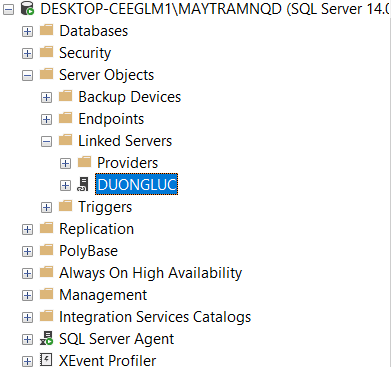 DESKTOP-CEEGLM1\MAYTRAMNQD (SQL Server 14.0
Databases
Security
Server Objects
Backup Devices
Endpoints
Linked Servers
Providers
DUONGLUC
Triggers
Replication
PolyBase
Always On High Availability
Management
Integration Services Catalogs
SQL Server Agent
XEvent Profiler